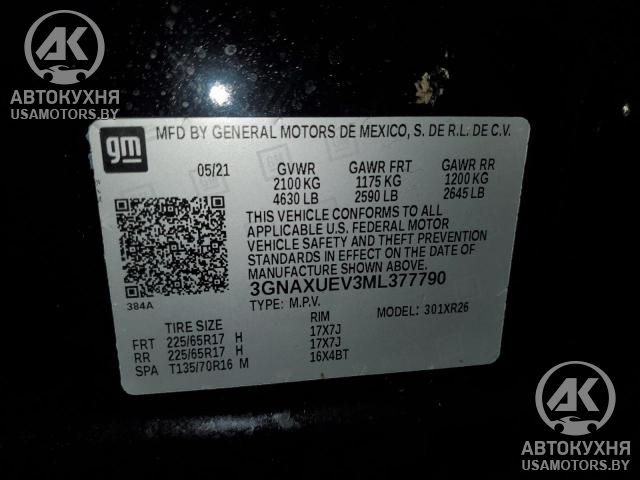 AK
АВТОКУХНЯ
USAMOTORS.BY
gm
MFD BY GENERAL MOTORS DE MEXICO, S. DE R.L. DE C.V.
05/21 GVWR GAWR FRT GAWR RR
2100 KG 1175 KG 1200 KG
4630 LB 2590 LB 2645 LB
THIS VEHICLE CONFORMS TO ALL
APPLICABLE U.S. FEDERAL MOTOR
VEHICLE SAFETY AND THEFT PREVENTION
STANDARDS IN EFFECT ON THE DATE OF
MANUFACTURE SHOWN ABOVE.
3GNAXUEV3ML377790
384A
TYPE: M.P.V. MODEL: 301XR26
TIRE SIZE RIM
FRT 225/65R17 H 17X7J
RR 225/65R17 H 17X7J
SPA T135/70R16 M 16X4BT
AK
АВТОКУХНЯ
USAMOTORS.BY